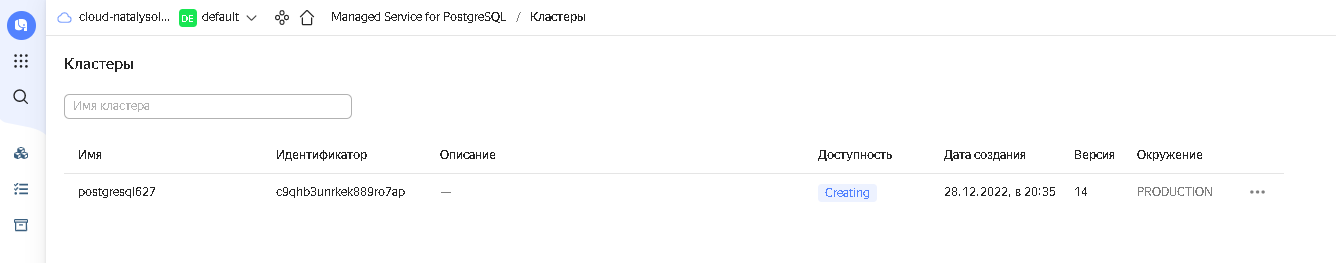 cloud-natalysol... DE default Managed Service for PostgreSQL / Кластеры
Кластеры
Имя кластера
Имя Идентификатор Описание Доступность Дата создания Версия Окружение
postgresql627 c9qhb3unrkek889ro7ap — Creating 28.12.2022, в 20:35 14 PRODUCTION